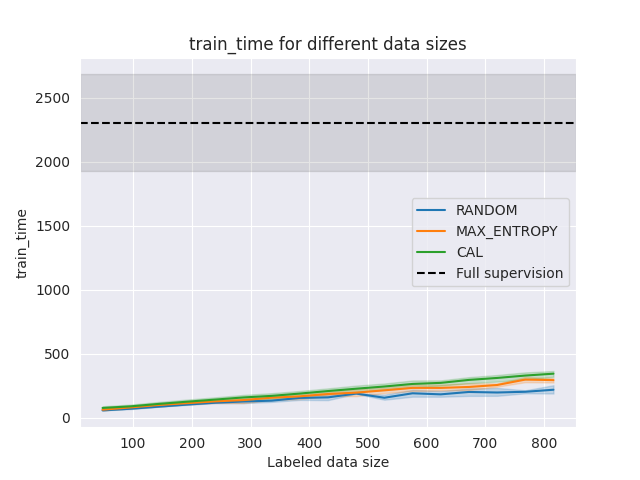 train_time for different data sizes
train_time
2500
2000
1500
1000
500
0
RANDOM
MAX_ENTROPY
CAL
Full supervision
100
200
300
400
500
600
700
800
Labeled data size